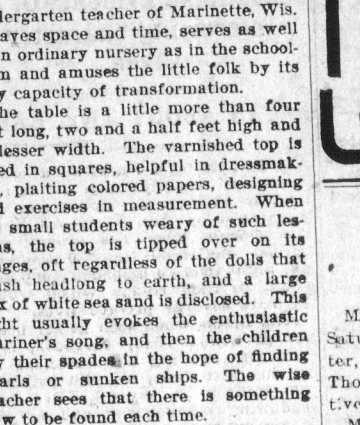 dergarten teacher of Marinette, Wis.
aves space and time, serves as well
n ordinary nursery as in the school-
m and amuses the little folk by its
y capacity of transformation.
he table is a little more than four
t long, two and a half feet high and
lesser width. The varnished top is
ed in squares, helpful in dressmak-
, plaiting colored papers, designing
d exercises in measurement. When
small students weary of such les-
ns, the top is tipped over on its
nges, oft regardless of the dolls that
ash headlong to earth, and a large
x of white sea sand is disclosed. This
ght usually evokes the enthusiastic
ariner's song, and then the children
y their spades in the hope of finding
arls or sunken ships. The wise
acher sees that there is something
w to be found each time.
M
Satu
ter,
Tho
tive